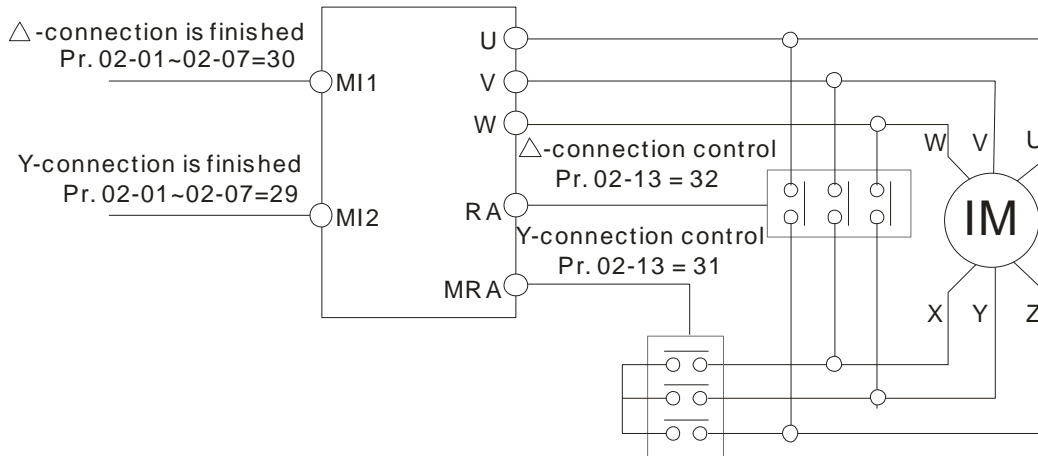 △-connection is finished
Pr. 02-01~02-07=30
MI1
Y-connection is finished
Pr. 02-01~02-07=29
MI2
U
V
W
△-connection control
Pr. 02-13 = 32
RA
Y-connection control
Pr. 02-13 = 31
MRA
W V U
IM
X Y Z